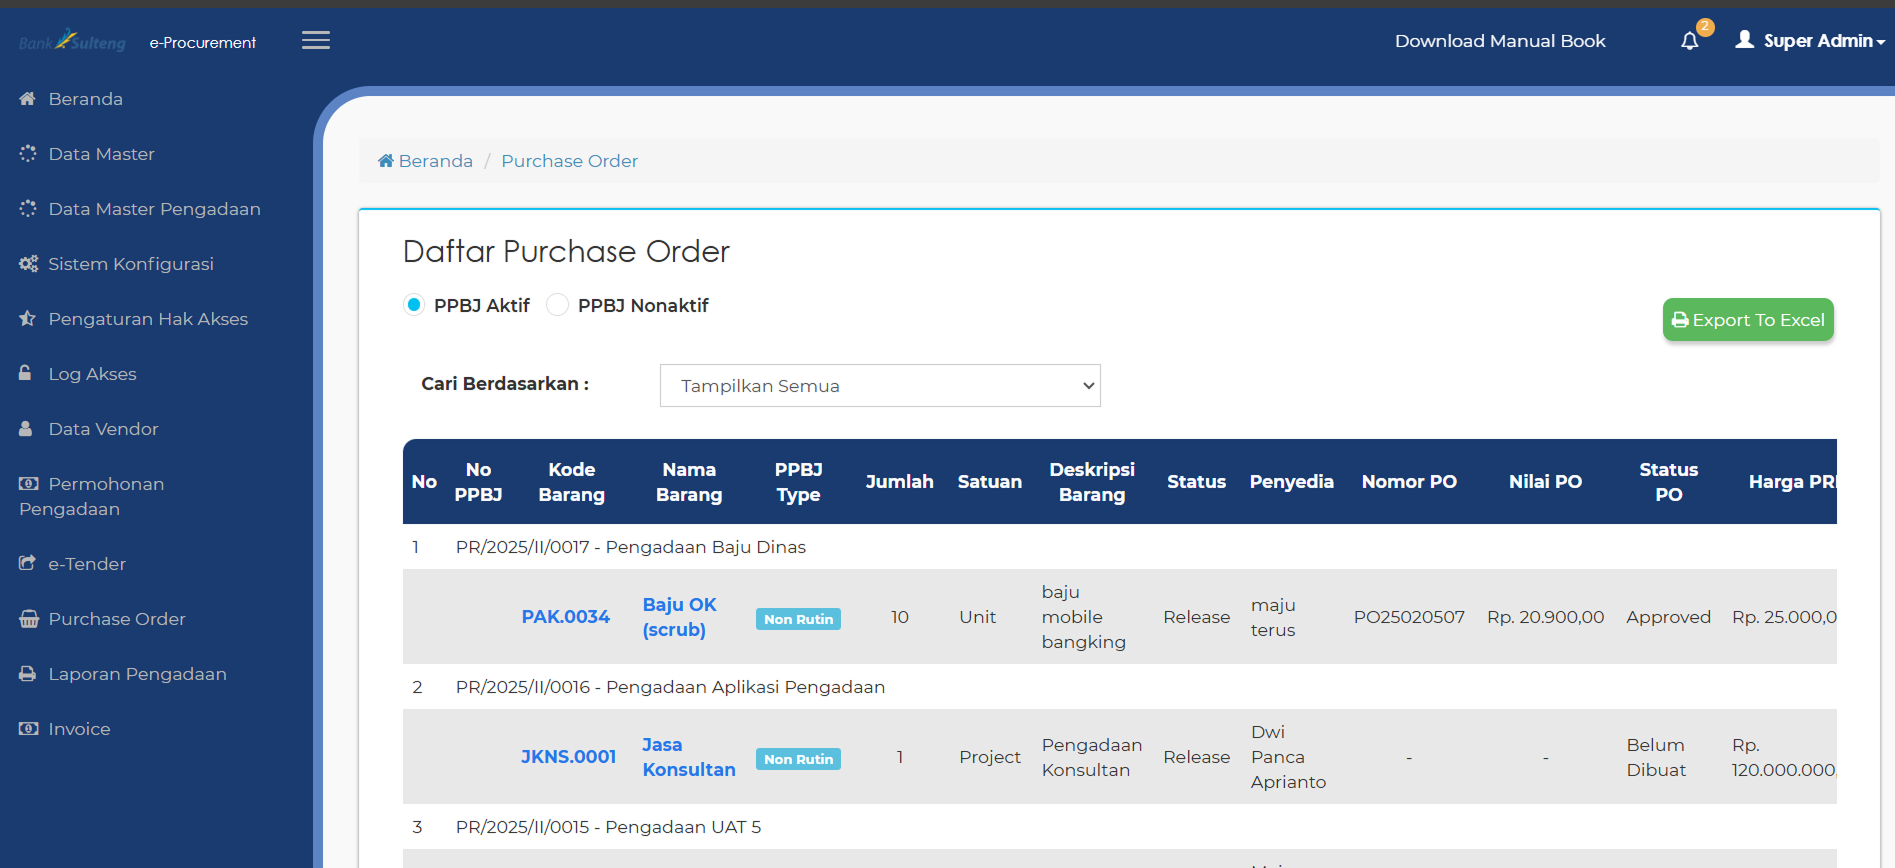 Bank Sulteng
e-Procurement
Download Manual Book
2
Super Admin
Beranda
Data Master
Data Master Pengadaan
Sistem Konfigurasi
Pengaturan Hak Akses
Log Akses
Data Vendor
Permohonan
Pengadaan
e-Tender
Purchase Order
Laporan Pengadaan
Invoice
Beranda / Purchase Order
Daftar Purchase Order
PPBJ Aktif PPBJ Nonaktif
Export To Excel
Cari Berdasarkan :
Tampilkan Semua
No
No
PPBJ
Kode
Barang
Nama
Barang
PPBJ
Type
Jumlah
Satuan
Deskripsi
Barang
Status
Penyedia
Nomor PO
Nilai PO
Status
PO
Harga
1 PR/2025/II/0017 - Pengadaan Baju Dinas
PAK.0034
Baju OK
(scrub)
Non Rutin
10
Unit
baju
mobile
bangking
Release
maju
terus
PO25020507
Rp. 20.900,00
Approved
Rp. 25.000,0
2 PR/2025/II/0016 - Pengadaan Aplikasi Pengadaan
JKNS.0001
Jasa
Konsultan
Non Rutin
1
Project
Pengadaan
Konsultan
Release
Dwi
Panca
Aprianto
-
-
Belum
Dibuat
Rp.
120.000.000,
3 PR/2025/II/0015 - Pengadaan UAT 5